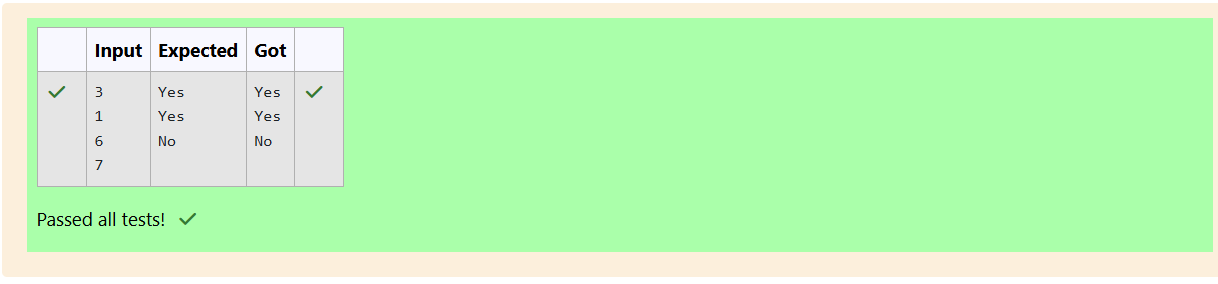 Input Expected Got
3 Yes Yes
1 Yes Yes
6 No No
7
Passed all tests!